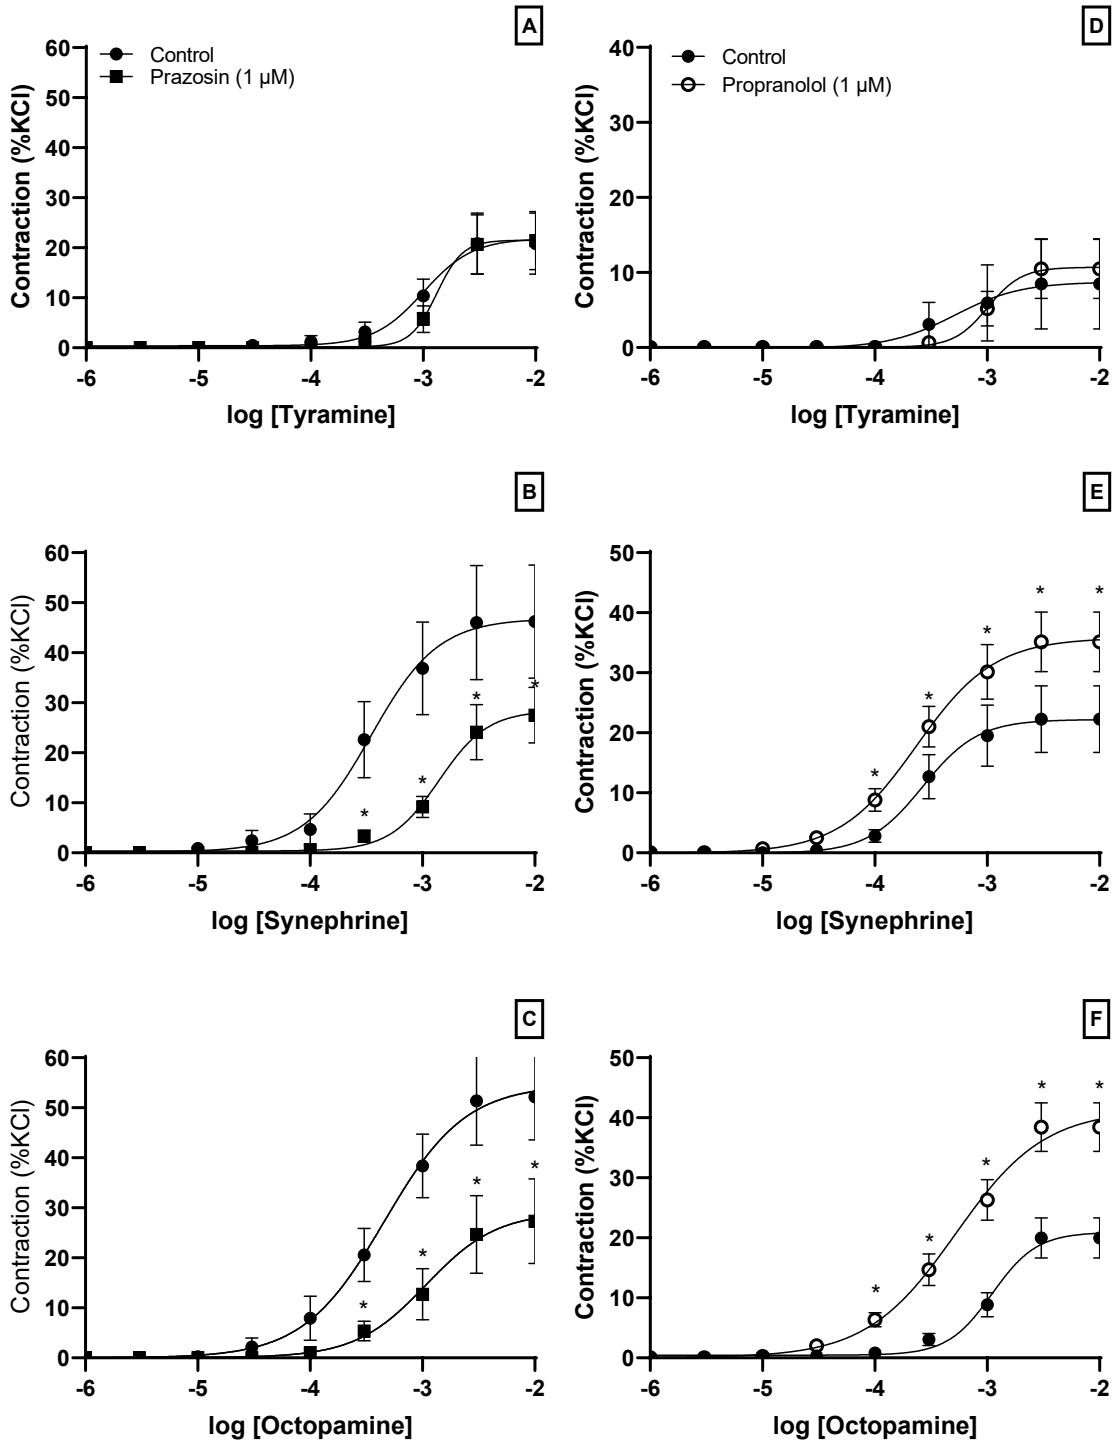 A
60
50
40
30
20
10
0
Contraction (%KCl)
Control
Prazosin (1 µM)
-6 -5 -4 -3 -2
log [Tyramine]
D
40
30
20
10
0
Contraction (%KCl)
Control
Propranolol (1 µM)
-6 -5 -4 -3 -2
log [Tyramine]
B
60
50
40
30
20
10
0
Contraction (%KCl)
* * * *
-6 -5 -4 -3 -2
log [Synephrine]
E
50
40
30
20
10
0
Contraction (%KCl)
* * * * *
-6 -5 -4 -3 -2
log [Synephrine]
C
60
50
40
30
20
10
0
Contraction (%KCl)
* * * *
-6 -5 -4 -3 -2
log [Octopamine]
F
50
40
30
20
10
0
Contraction (%KCl)
* * * * *
-6 -5 -4 -3 -2
log [Octopamine]